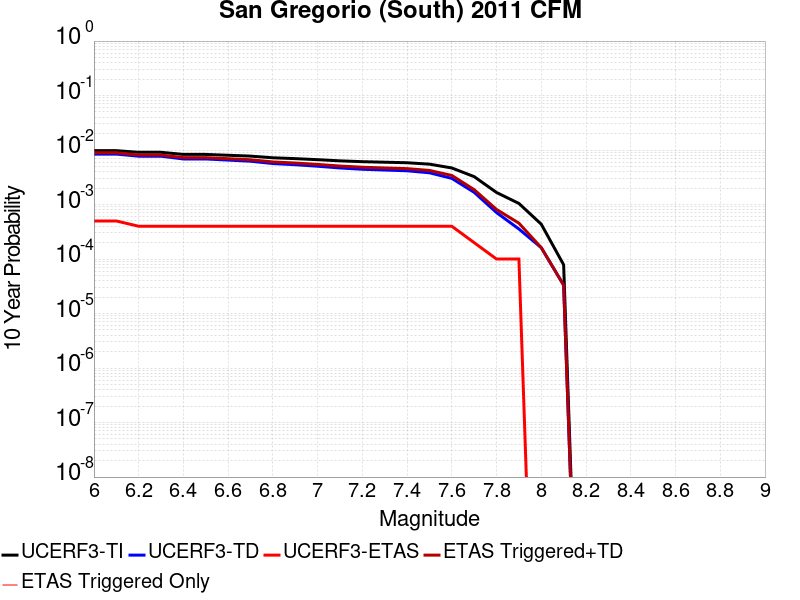 San Gregorio (South) 2011 CFM
10^0
10^-1
10^-2
10^-3
10^-4
10^-5
10^-6
10^-7
10^-8
10 Year Probability
6 6.2 6.4 6.6 6.8 7 7.2 7.4 7.6 7.8 8 8.2 8.4 8.6 8.8 9
Magnitude
UCERF3-TI UCERF3-TD UCERF3-ETAS ETAS Triggered+TD
ETAS Triggered Only